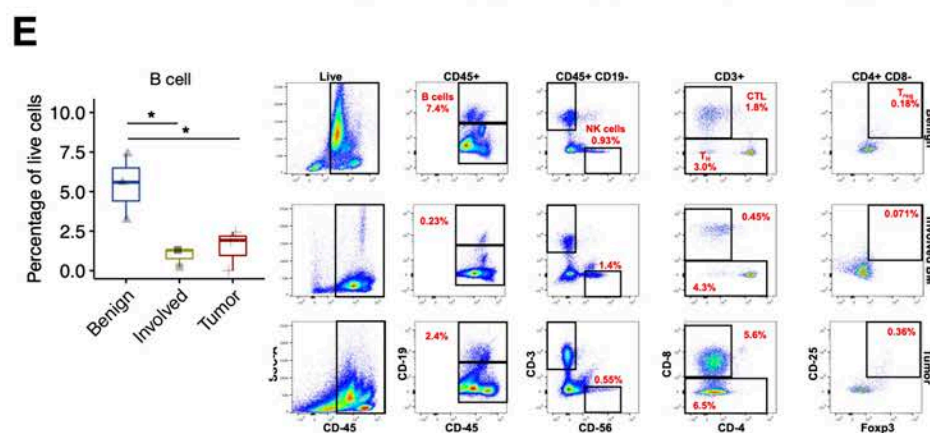 E
B cell
Percentage of live cells
10.0
7.5
5.0
2.5
0.0
*
*
Benign
Involved
Tumor
Live
CD45+
CD45+ CD19-
CD3+
CD4+ CD8-
B cells
7.4%
NK cells
0.93%
CTL
1.8%
TH
3.0%
Treg
0.18%
Benign
0.23%
1.4%
0.45%
4.3%
0.071%
2.4%
0.55%
5.6%
6.5%
0.36%
Tumor
CD-19
CD-3
CD-8
CD-25
CD-45
CD-45
CD-56
CD-4
Foxp3